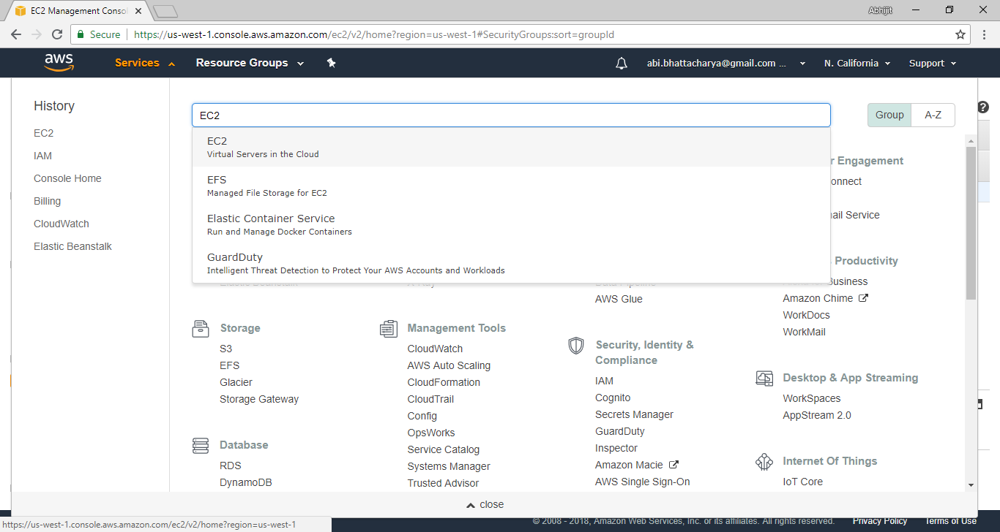 EC2 Management Conso
Abhijit
Secure https://us-west-1.console.aws.amazon.com/ec2/v2/home?region=us-west-1#SecurityGroups:sort=groupId
aws Services Resource Groups abi.bhattacharya@gmail.com ... N. California Support
History
EC2
IAM
Console Home
Billing
CloudWatch
Elastic Beanstalk
EC2
Group A-Z
EC2
Virtual Servers in the Cloud
EFS
Managed File Storage for EC2
Elastic Container Service
Run and Manage Docker Containers
GuardDuty
Intelligent Threat Detection to Protect Your AWS Accounts and Workloads
Storage
S3
EFS
Glacier
Storage Gateway
Database
RDS
DynamoDB
Management Tools
CloudWatch
AWS Auto Scaling
CloudFormation
CloudTrail
Config
OpsWorks
Service Catalog
Systems Manager
Trusted Advisor
AWS Glue
Security, Identity &
Compliance
IAM
Cognito
Secrets Manager
GuardDuty
Inspector
Amazon Macie
AWS Single Sign-On
r Engagement
onnect
ail Service
Productivity
Business
Amazon Chime
WorkDocs
WorkMail
Desktop & App Streaming
WorkSpaces
AppStream 2.0
Internet Of Things
IoT Core
close
https://us-west-1.console.aws.amazon.com/ec2/v2/home?region=us-west-1
© 2008 - 2018, Amazon Web Services, Inc. or its affiliates. All rights reserved. Privacy Policy Terms of Use